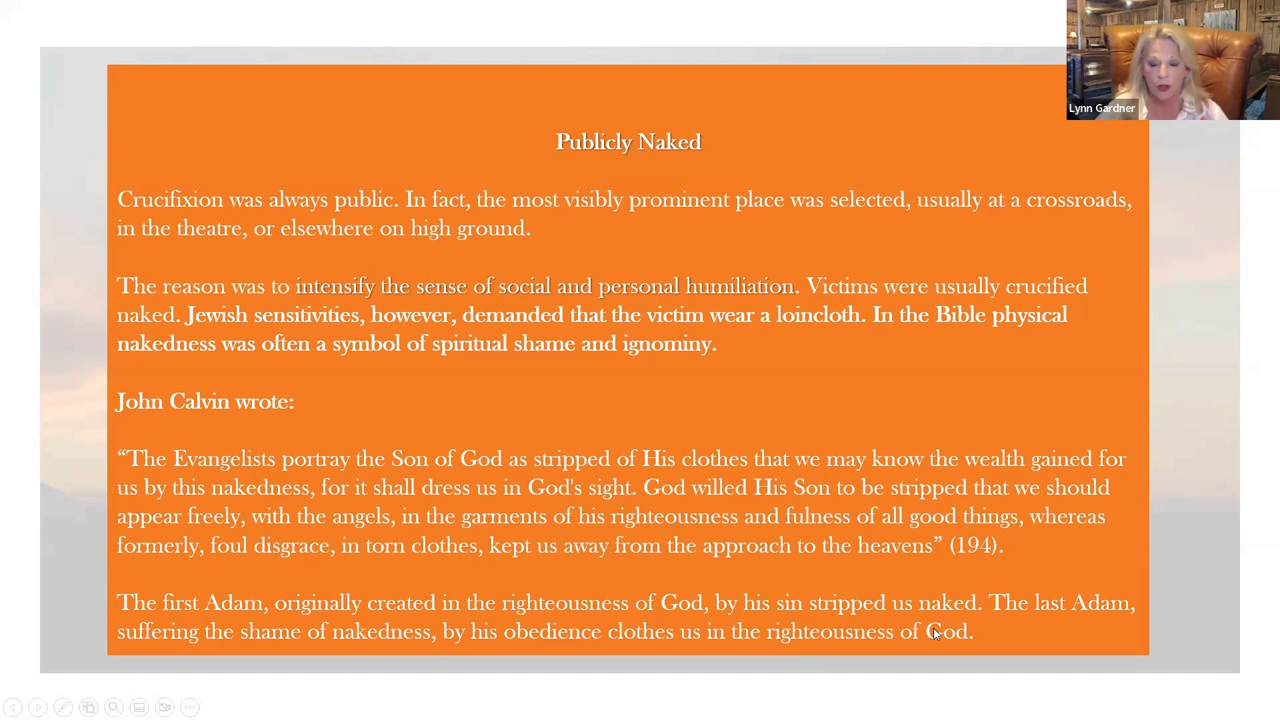 Lynn Gardner
Publicly Naked
Crucifixion was always public. In fact, the most visibly prominent place was selected, usually at a crossroads,
in the theatre, or elsewhere on high ground.
The reason was to intensify the sense of social and personal humiliation. Victims were usually crucified
naked. Jewish sensitivities, however, demanded that the victim wear a loincloth. In the Bible physical
nakedness was often a symbol of spiritual shame and ignominy.
John Calvin wrote:
“The Evangelists portray the Son of God as stripped of His clothes that we may know the wealth gained for
us by this nakedness, for it shall dress us in God's sight. God willed His Son to be stripped that we should
appear freely, with the angels, in the garments of his righteousness and fulness of all good things, whereas
formerly, foul disgrace, in torn clothes, kept us away from the approach to the heavens” (194).
The first Adam, originally created in the righteousness of God, by his sin stripped us naked. The last Adam,
suffering the shame of nakedness, by his obedience clothes us in the righteousness of God.